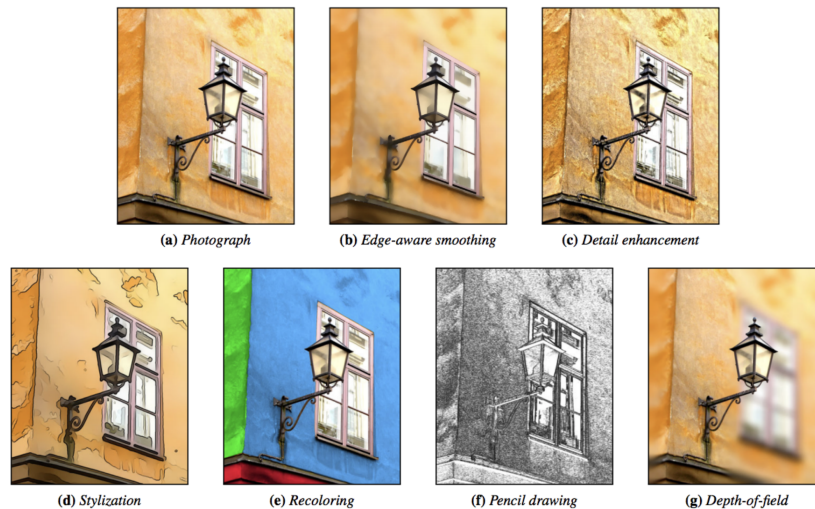 (a) Photograph
(b) Edge-aware smoothing
(c) Detail enhancement
(d) Stylization
(e) Recoloring
(f) Pencil drawing
(g) Depth-of-field